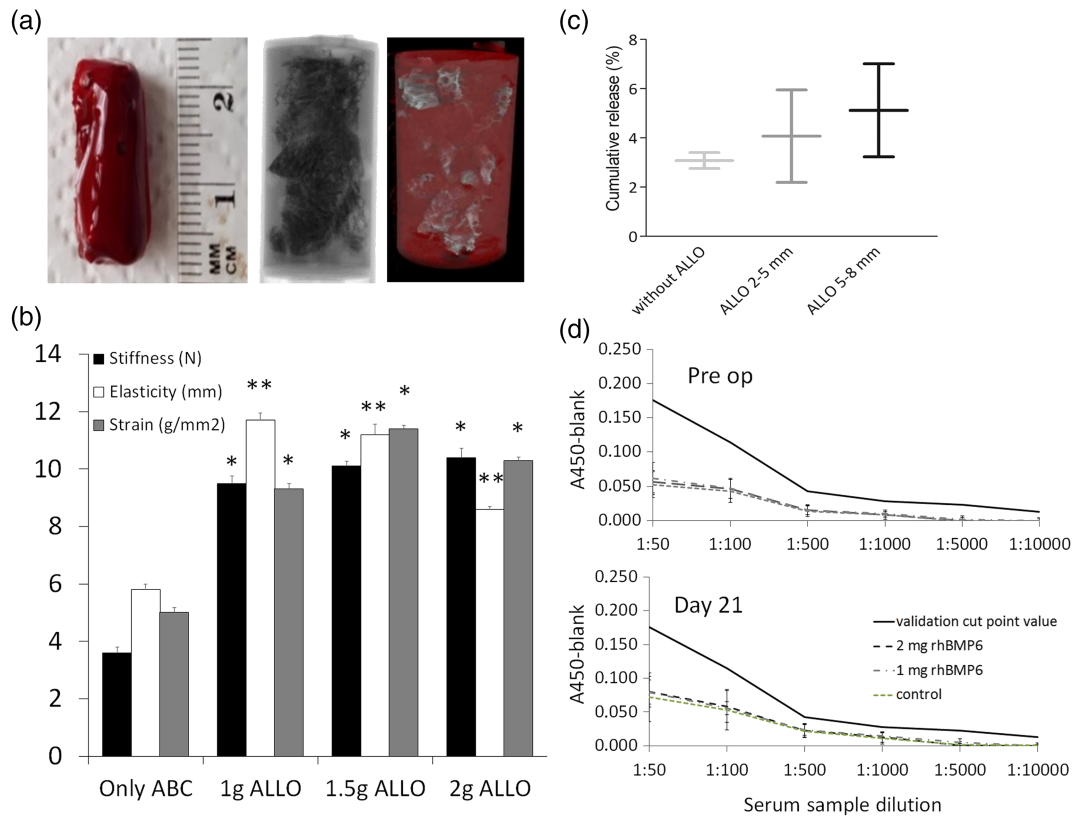 (a)
2
1
MM
CM
(b)
14
12
10
8
6
4
2
0
Stiffness (N)
Elasticity (mm)
Strain (g/mm2)
* ** *
* ** *
* ** *
Only ABC 1g ALLO 1.5g ALLO 2g ALLO
(c)
Cumulative release (%)
8
6
4
2
0
without ALLO
ALLO 2-5 mm
ALLO 5-8 mm
(d)
Pre op
A450-blank
0.250
0.200
0.150
0.100
0.050
0.000
1:50 1:100 1:500 1:1000 1:5000 1:10000
Day 21
A450-blank
0.250
0.200
0.150
0.100
0.050
0.000
validation cut point value
2 mg rhBMP6
1 mg rhBMP6
control
1:50 1:100 1:500 1:1000 1:5000 1:10000
Serum sample dilution